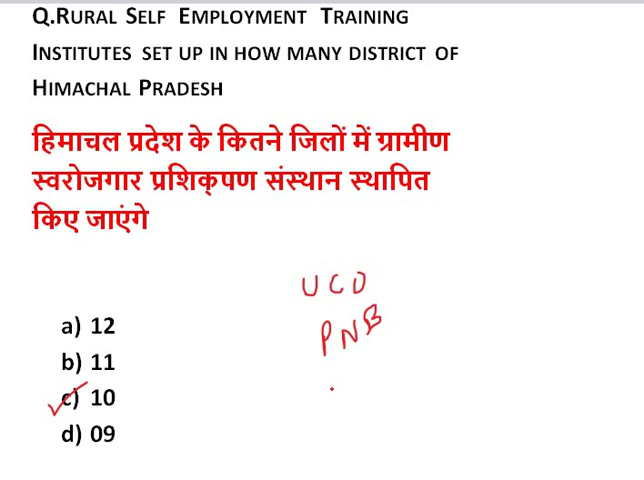 Q.Rural Self Employment Training
Institutes set up in how many district of
Himachal Pradesh
हिमाचल प्रदेश के कितने जिलों में ग्रामीण
स्वरोजगार प्रशिक्पण संस्थान स्थापित
किए जाएंगे
UCO
PNB
a) 12
b) 11
c) 10
d) 09